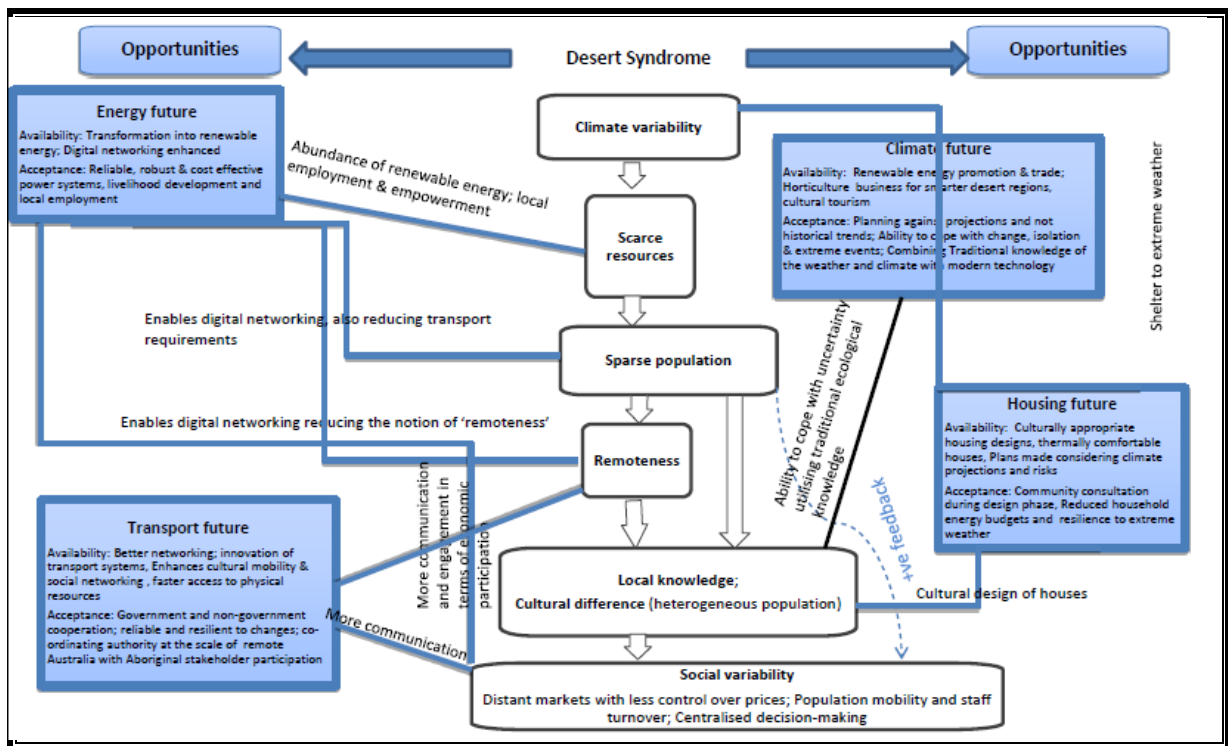 Opportunities
Desert Syndrome
Opportunities
Energy future
Availability: Transformation into renewable
energy; Digital networking enhanced
Acceptance: Reliable, robust & cost effective
power systems, livelihood development and
local employment
Abundance of renewable energy; local
employment & empowerment
Climate variability
Climate future
Availability: Renewable energy promotion & trade;
Horticulture business for smarter desert regions,
cultural tourism
Acceptance: Planning against projections and not
historical trends; Ability to cope with change, isolation
& extreme events; Combining Traditional knowledge of
the weather and climate with modern technology
Shelter to extreme weather
Scarce
resources
Enables digital networking, also reducing transport
requirements
Sparse population
Ability to cope with uncertainty
utilising traditional ecological
knowledge
Enables digital networking reducing the notion of ‘remoteness’
Remoteness
Housing future
Availability: Culturally appropriate
housing designs, thermally comfortable
houses, Plans made considering climate
projections and risks
Acceptance: Community consultation
during design phase, Reduced household
energy budgets and resilience to extreme
weather
More communication
and engagement in
terms of economic
participation
+ve feedback
Transport future
Availability: Better networking; innovation of
transport systems, Enhances cultural mobility &
social networking , faster access to physical
resources
Acceptance: Government and non-government
cooperation; reliable and resilient to changes; co-
ordinating authority at the scale of remote
Australia with Aboriginal stakeholder participation
More communication
Local knowledge;
Cultural difference (heterogeneous population)
Cultural design of houses
Social variability
Distant markets with less control over prices; Population mobility and staff
turnover; Centralised decision-making